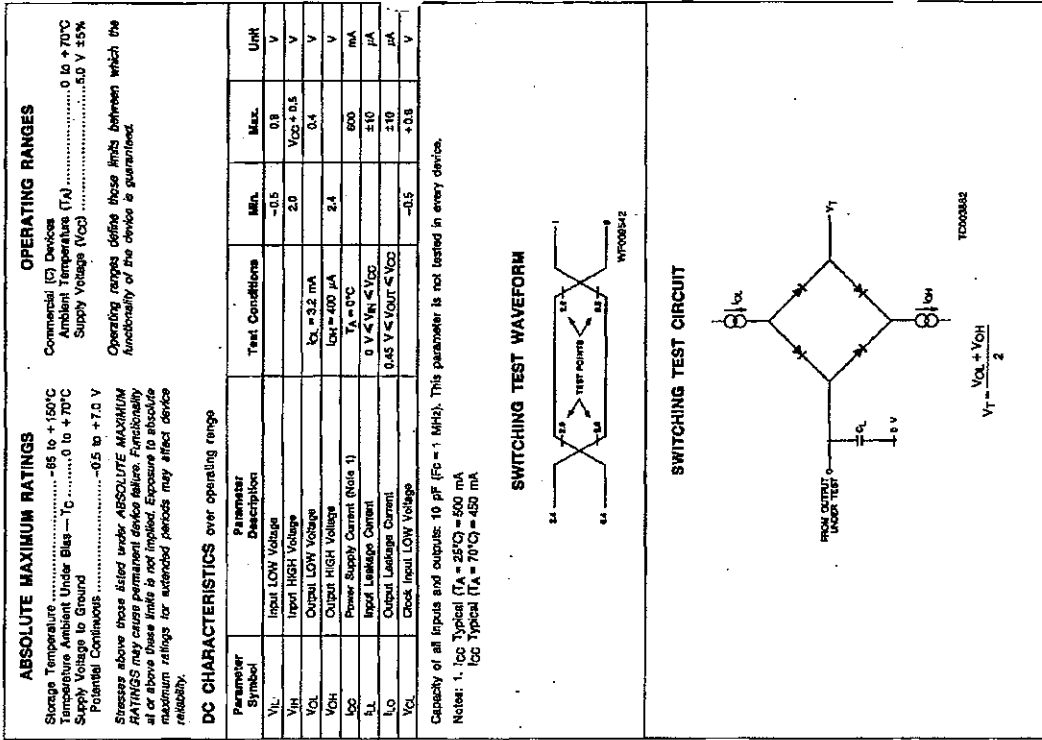 ABSOLUTE MAXIMUM RATINGS
Storage Temperature ........................ -65 to +150°C
Temperature Ambient Under Bias—TC .........0 to +70°C
Supply Voltage to Ground
Potential Continuous ........................ -0.5 to +7.0 V
Stresses above those listed under ABSOLUTE MAXIMUM
RATINGS may cause permanent device failure. Functionality
at or above these limits is not implied. Exposure to absolute
maximum ratings for extended periods may affect device
reliability.
OPERATING RANGES
Commercial (C) Devices
Ambient Temperature (TA) ..................0 to +70°C
Supply Voltage (VCC) ........................5.0 V ±5%
Operating ranges define those limits between which the
functionality of the device is guaranteed.
DC CHARACTERISTICS over operating range
Parameter Symbol | Parameter Description | Test Conditions | Min. | Max. | Unit
VIL | Input LOW Voltage | | -0.5 | 0.8 | V
VIH | Input HIGH Voltage | | 2.0 | VCC + 0.5 | V
VOL | Output LOW Voltage | IOL = 3.2 mA | | 0.4 | V
VOH | Output HIGH Voltage | IOH = 400 μA | 2.4 | | V
ICC | Power Supply Current (Note 1) | TA = 0°C | | 600 | mA
ILL | Input Leakage Current | 0 V ≤ VIN ≤ VCC | | ±10 | μA
ILO | Output Leakage Current | 0.45 V ≤ VOUT ≤ VCC | | ±10 | μA
VCL | Clock Input LOW Voltage | | -0.5 | +0.8 | V
Capacity of all inputs and outputs: 10 pF (Fc = 1 MHz). This parameter is not tested in every device.
Notes: 1. ICC Typical (TA = 25°C) = 500 mA
ICC Typical (TA = 70°C) = 450 mA
SWITCHING TEST WAVEFORM
2.4
2.0
TEST POINTS
2.0
1
0.8
0.8
0
WF009542
SWITCHING TEST CIRCUIT
IOL
FROM OUTPUT
UNDER TEST
VT
CL
IOH
TC003882
VT = VOL + VOH
2